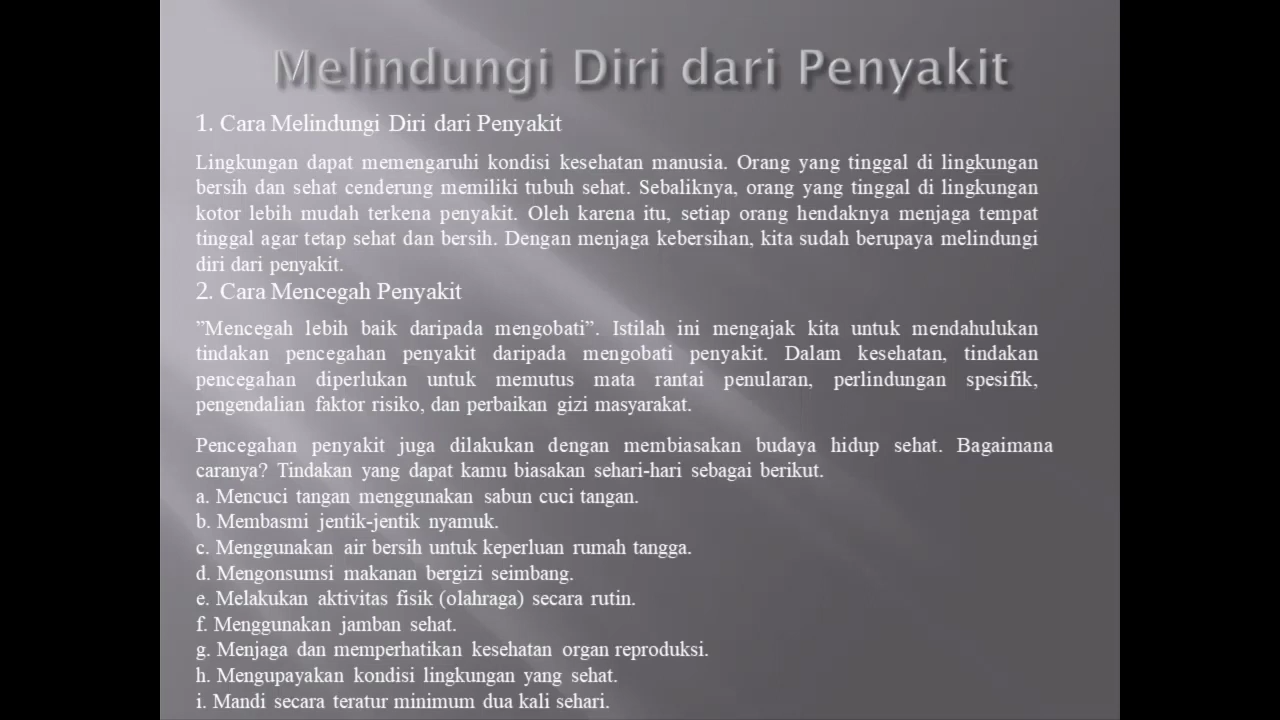 Melindungi Diri dari Penyakit
1. Cara Melindungi Diri dari Penyakit
Lingkungan dapat memengaruhi kondisi kesehatan manusia. Orang yang tinggal di lingkungan
bersih dan sehat cenderung memiliki tubuh sehat. Sebaliknya, orang yang tinggal di lingkungan
kotor lebih mudah terkena penyakit. Oleh karena itu, setiap orang hendaknya menjaga tempat
tinggal agar tetap sehat dan bersih. Dengan menjaga kebersihan, kita sudah berupaya melindungi
diri dari penyakit.
2. Cara Mencegah Penyakit
”Mencegah lebih baik daripada mengobati”. Istilah ini mengajak kita untuk mendahulukan
tindakan pencegahan penyakit daripada mengobati penyakit. Dalam kesehatan, tindakan
pencegahan diperlukan untuk memutus mata rantai penularan, perlindungan spesifik,
pengendalian faktor risiko, dan perbaikan gizi masyarakat.
Pencegahan penyakit juga dilakukan dengan membiasakan budaya hidup sehat. Bagaimana
caranya? Tindakan yang dapat kamu biasakan sehari-hari sebagai berikut.
a. Mencuci tangan menggunakan sabun cuci tangan.
b. Membasmi jentik-jentik nyamuk.
c. Menggunakan air bersih untuk keperluan rumah tangga.
d. Mengonsumsi makanan bergizi seimbang.
e. Melakukan aktivitas fisik (olahraga) secara rutin.
f. Menggunakan jamban sehat.
g. Menjaga dan memperhatikan kesehatan organ reproduksi.
h. Mengupayakan kondisi lingkungan yang sehat.
i. Mandi secara teratur minimum dua kali sehari.